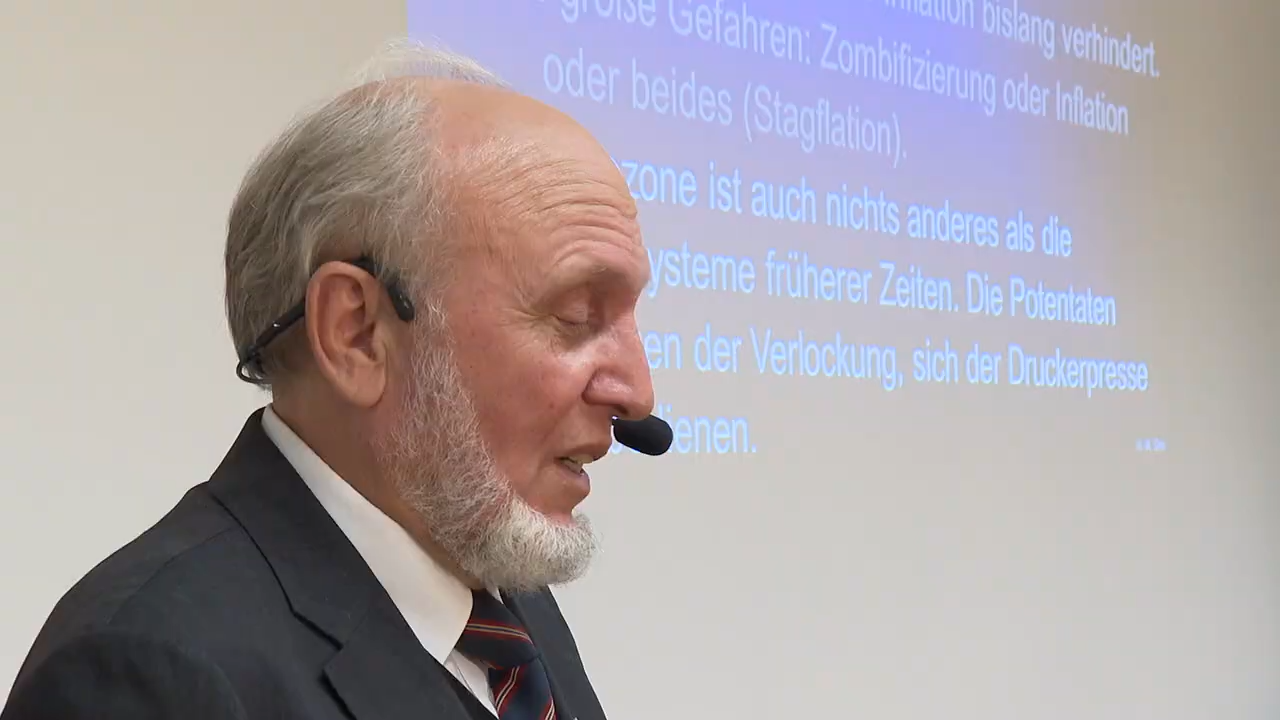 Inflation bislang verhindert.
große Gefahren: Zombifizierung oder Inflation
oder beides (Stagflation).
zone ist auch nichts anderes als die
ysteme früherer Zeiten. Die Potentaten
en der Verlockung, sich der Druckerpresse
ienen.